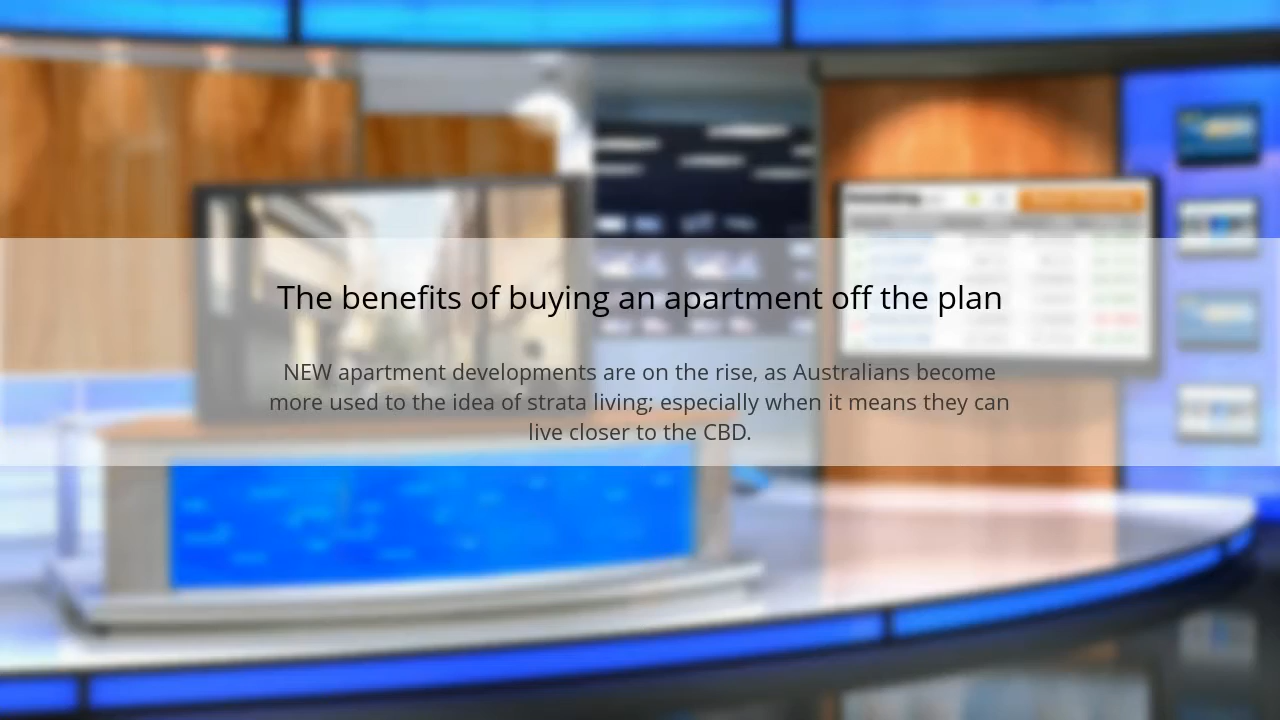 The benefits of buying an apartment off the plan
NEW apartment developments are on the rise, as Australians become
more used to the idea of strata living; especially when it means they can
live closer to the CBD.